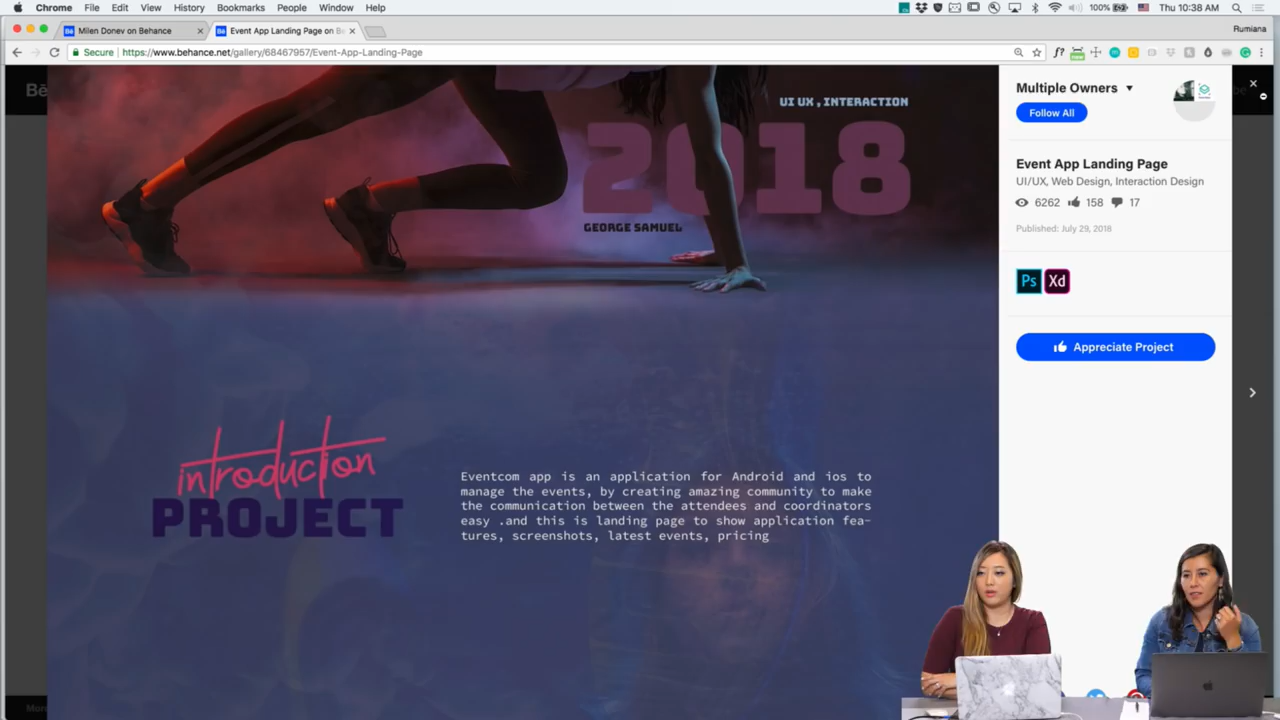 Chrome File Edit View History Bookmarks People Window Help 100% Thu 10:38 AM
Milen Donev on Behance
Event App Landing Page on Be
Rumiana
Secure https://www.behance.net/gallery/68467957/Event-App-Landing-Page
Bē
UI UX , INTERACTION
2018
GEORGE SAMUEL
introduction
PROJECT
Eventcom app is an application for Android and ios to
manage the events, by creating amazing community to make
the communication between the attendees and coordinators
easy .and this is landing page to show application fea-
tures, screenshots, latest events, pricing
Multiple Owners
Follow All
Event App Landing Page
UI/UX, Web Design, Interaction Design
6262 158 17
Published: July 29, 2018
Ps Xd
Appreciate Project
More